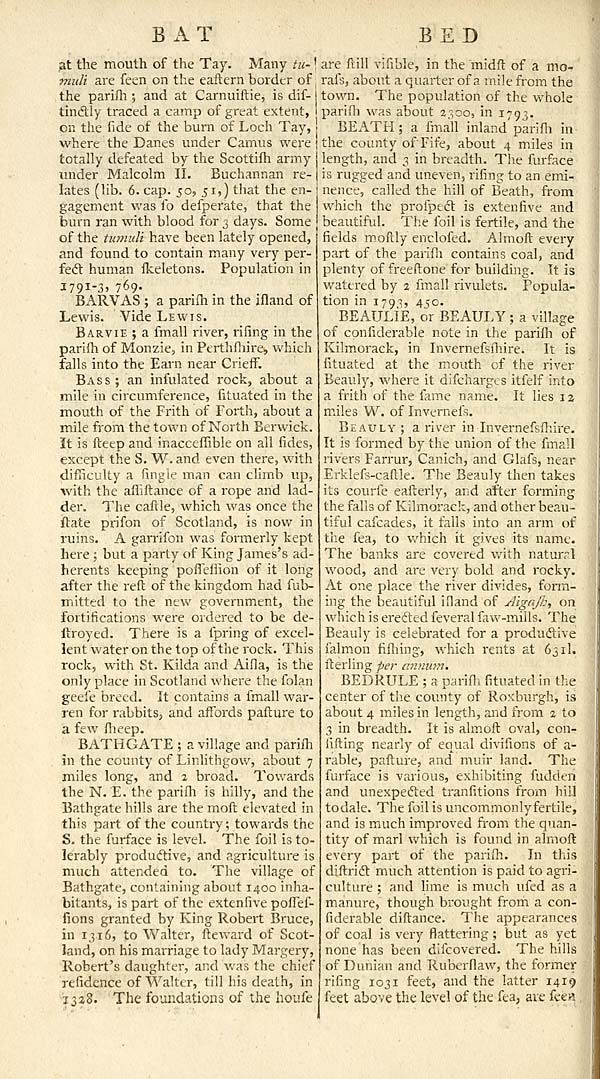 BAT
at the mouth of the Tay. Many tu-
muli are ſeen on the eaſtern border of
the pariſh; and at Carnuiſtie, is diſ-
tinctly traced a camp of great extent,
on the ſide of the burn of Loch Tay,
where the Danes under Camus were
totally defeated by the Scottiſh army
under Malcolm II. Buchannan re-
lates (lib. 6. cap. 50, 51,) that the en-
gagement was ſo deſperate, that the
burn ran with blood for 3 days. Some
of the tumuli have been lately opened,
and found to contain many very per-
fect human ſkeletons. Population in
1791-3, 769.
BARVAS; a pariſh in the iſland of
Lewis. Vide LEWIS.
BARVIE; a ſmall river, riſing in the
pariſh of Monzie, in Perthſhire, which
falls into the Earn near Crieff.
BASS; an inſulated rock, about a
mile in circumference, ſituated in the
mouth of the Frith of Forth, about a
mile from the town of North Berwick.
It is ſteep and inacceſſible on all ſides,
except the S. W. and even there, with
difficulty a ſingle man can climb up,
with the aſſiſtance of a rope and lad-
der. The caſtle, which was once the
ſtate priſon of Scotland, is now in
ruins. A garriſon was formerly kept
here; but a party of King James's ad-
herents keeping poſſeſſion of it long
after the reſt of the kingdom had ſub-
mitted to the new government, the
fortifications were ordered to be de-
ſtroyed. There is a ſpring of excel-
lent water on the top of the rock. This
rock, with St. Kilda and Ailſa, is the
only place in Scotland where the ſolan
geeſe breed. It contains a ſmall war-
ren for rabbits, and affords paſture to
a few ſheep.
BATHGATE; a village and pariſh
in the county of Linlithgow, about 7
miles long, and 2 broad. Towards
the N. E. the pariſh is hilly, and the
Bathgate hills are the moſt elevated in
this part of the country; towards the
S. the ſurface is level. The ſoil is to-
lerably productive, and agriculture is
much attended to. The village of
Bathgate, containing about 1400 inha-
bitants, is part of the extenſive poſſeſ-
ſions granted by King Robert Bruce,
in 1316, to Walter, ſteward of Scot-
land, on his marriage to lady Margery,
Robert's daughter, and was the chief
reſidence of Walter, till his death, in
1328. The foundations of the houſe
BED
are ſtill viſible, in the midſt of a mo-
raſs, about a quarter of a mile from the
town. The population of the whole
pariſh was about 2300, in 1793.
BEATH; a ſmall inland pariſh in
the county of Fife, about 4 miles in
length, and 3 in breadth. The ſurface
is rugged and uneven, riſing to an emi-
nence, called the hill of Beath, from
which the proſpect is extenſive and
beautiful. The ſoil is fertile, and the
fields moſtly encloſed. Almoſt every
part of the pariſh contains coal, and
plenty of freeſtone for building. It is
watered by 2 ſmall rivulets. Popula-
tion in 1793, 450.
BEAULIE, or BEAULY; a village
of conſiderable note in the pariſh of
Kilmorack, in Inverneſsſhire. It is
ſituated at the mouth of the river
Beauly, where it diſcharges itſelf into
a frith of the ſame name. It lies 12
miles W. of Inverneſs.
BEAULY; a river in Inverneſsſhire.
It is formed by the union of the ſmall
rivers Farrur, Canich, and Glaſs, near
Erkleſs-caſtle. The Beauly then takes
its courſe eaſterly, and after forming
the falls of Kilmorack, and other beau-
tiful caſcades, it falls into an arm of
the ſea, to which it gives its name.
The banks are covered with natural
wood, and are very bold and rocky.
At one place the river divides, form-
ing the beautiful iſland of Aigaſh, on
which is erected ſeveral ſaw-mills. The
Beauly is celebrated for a productive
ſalmon fiſhing, which rents at 631l.
ſterling per annum.
BEDRULE; a pariſh ſituated in the
center of the county of Roxburgh, is
about 4 miles in length, and from 2 to
3 in breadth. It is almoſt oval, con-
ſiſting nearly of equal diviſions of a-
rable, paſture, and muir land. The
ſurface is various, exhibiting ſudden
and unexpected tranſitions from hill
to dale. The ſoil is uncommonly fertile,
and is much improved from the quan-
tity of marl which is found in almoſt
every part of the pariſh. In this
diſtrict much attention is paid to agri-
culture; and lime is much uſed as a
manure, though brought from a con-
ſiderable diſtance. The appearances
of coal is very flattering; but as yet
none has been diſcovered. The hills
of Dunian and Ruberſlaw, the former
riſing 1031 feet, and the latter 1419
feet above the level of the ſea, are ſeen